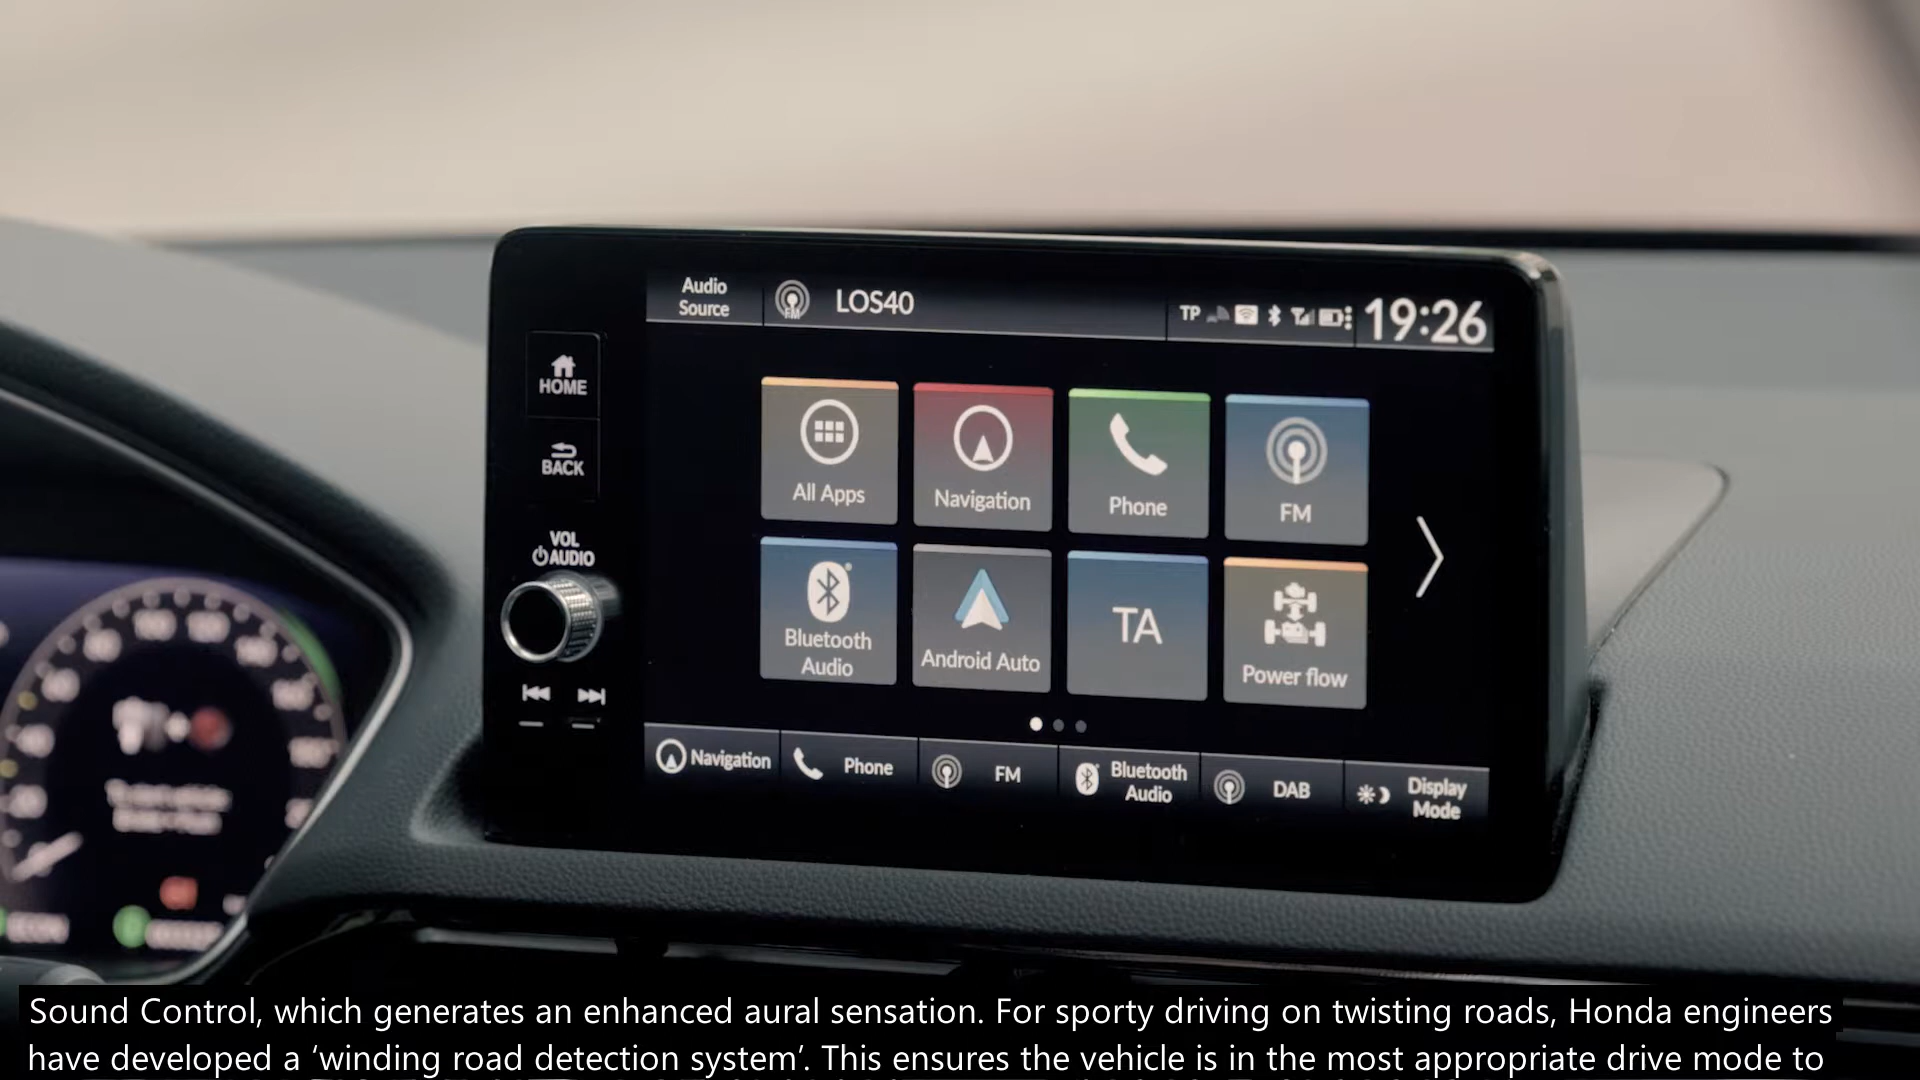 Audio
Source
LOS40
TP
19:26
HOME
BACK
VOL
AUDIO
All Apps
Navigation
Phone
FM
Bluetooth
Audio
Android Auto
TA
Power flow
Navigation
Phone
FM
Bluetooth
Audio
DAB
Display
Mode
Sound Control, which generates an enhanced aural sensation. For sporty driving on twisting roads, Honda engineers
have developed a ‘winding road detection system’. This ensures the vehicle is in the most appropriate drive mode to